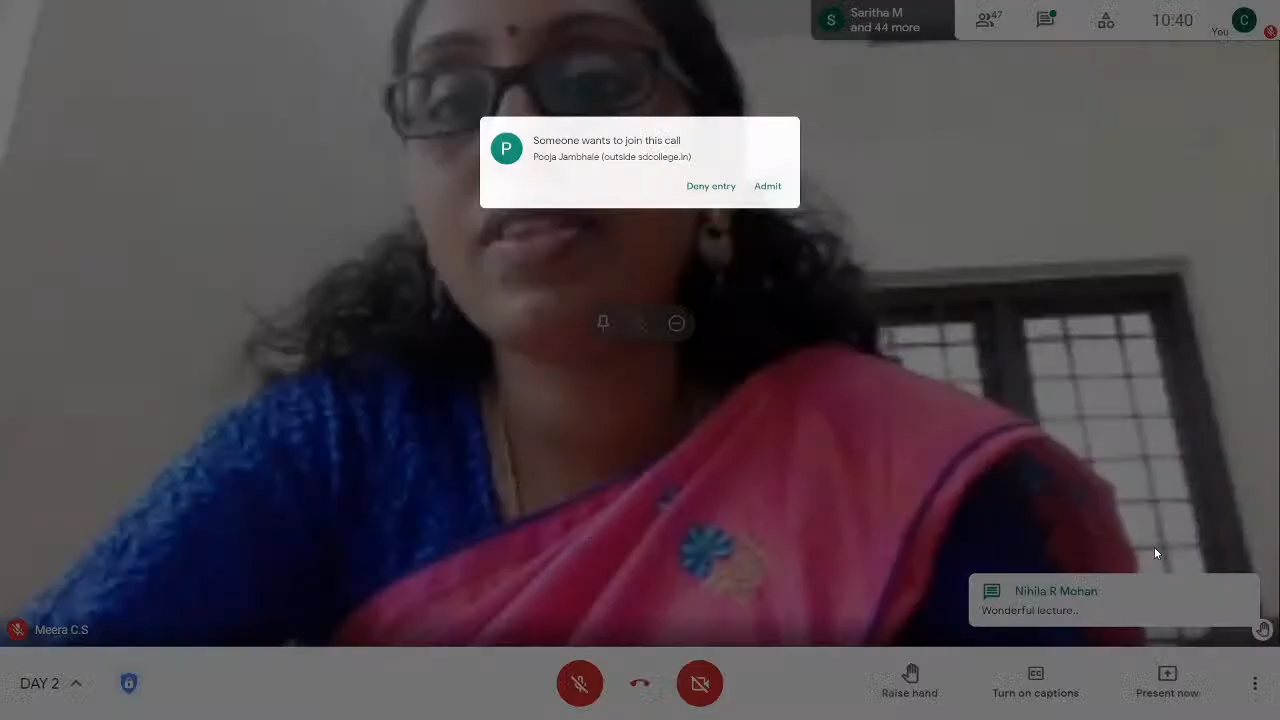 S
Saritha M
and 44 more
47
10:40
You
C
P
Someone wants to join this call
Pooja Jambhale (outside sdcollege.in)
Deny entry
Admit
Nihila R Mohan
Wonderful lecture..
Meera C.S
DAY 2
Raise hand
CC
Turn on captions
Present now